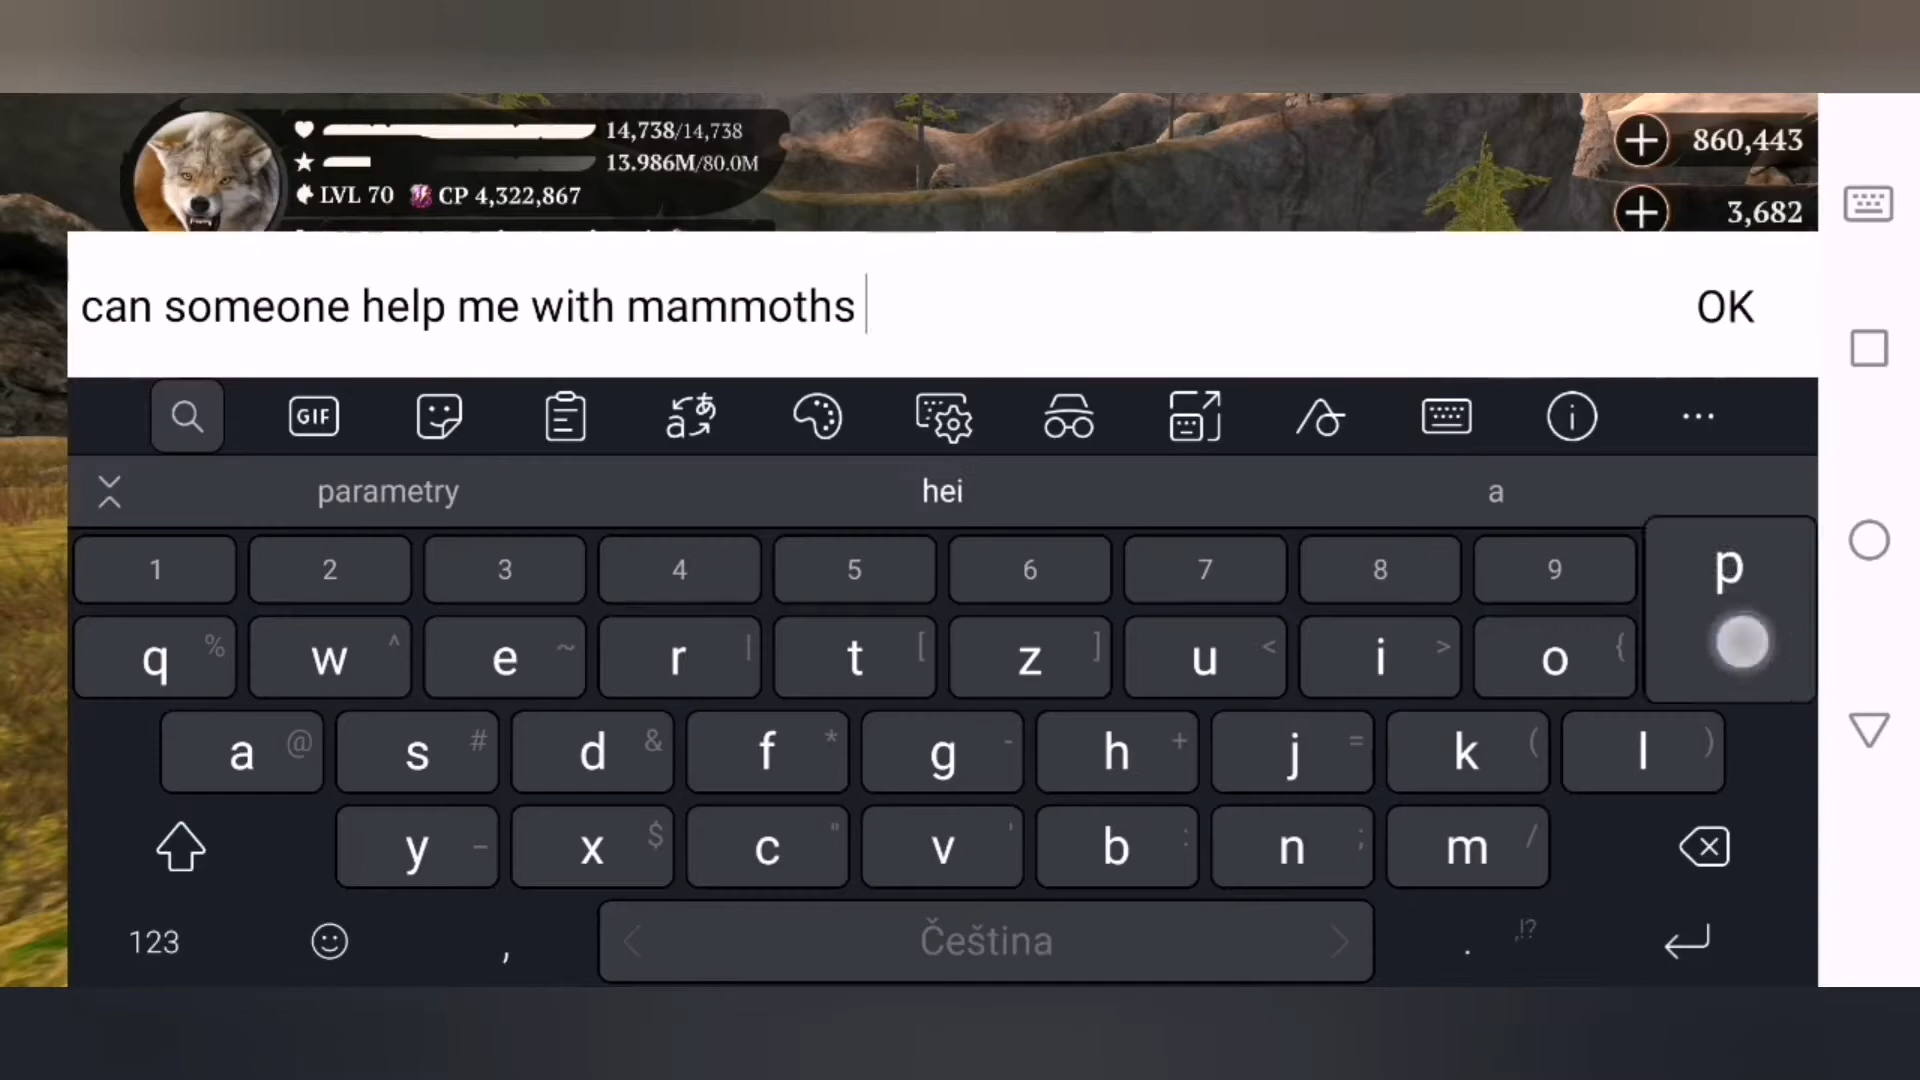 14,738/14,738
13.986M/80.0M
LVL 70 CP 4,322,867
860,443
3,682
can someone help me with mammoths
OK
GIF
parametry hei a
1 2 3 4 5 6 7 8 9
q % w ^ e ~ r | t [ z ] u < i > o { p
a @ s # d & f * g - h + j = k ( l )
y _ x $ c " v ' b : n ; m /
123 , < Čeština > . ,!?